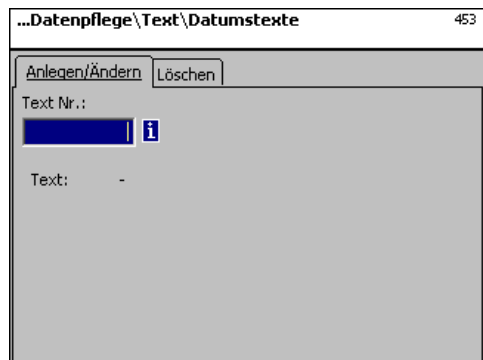 ...Datenpflege\Text\Datumstexte 453
Anlegen/Ändern Löschen
Text Nr.:
i
Text: -